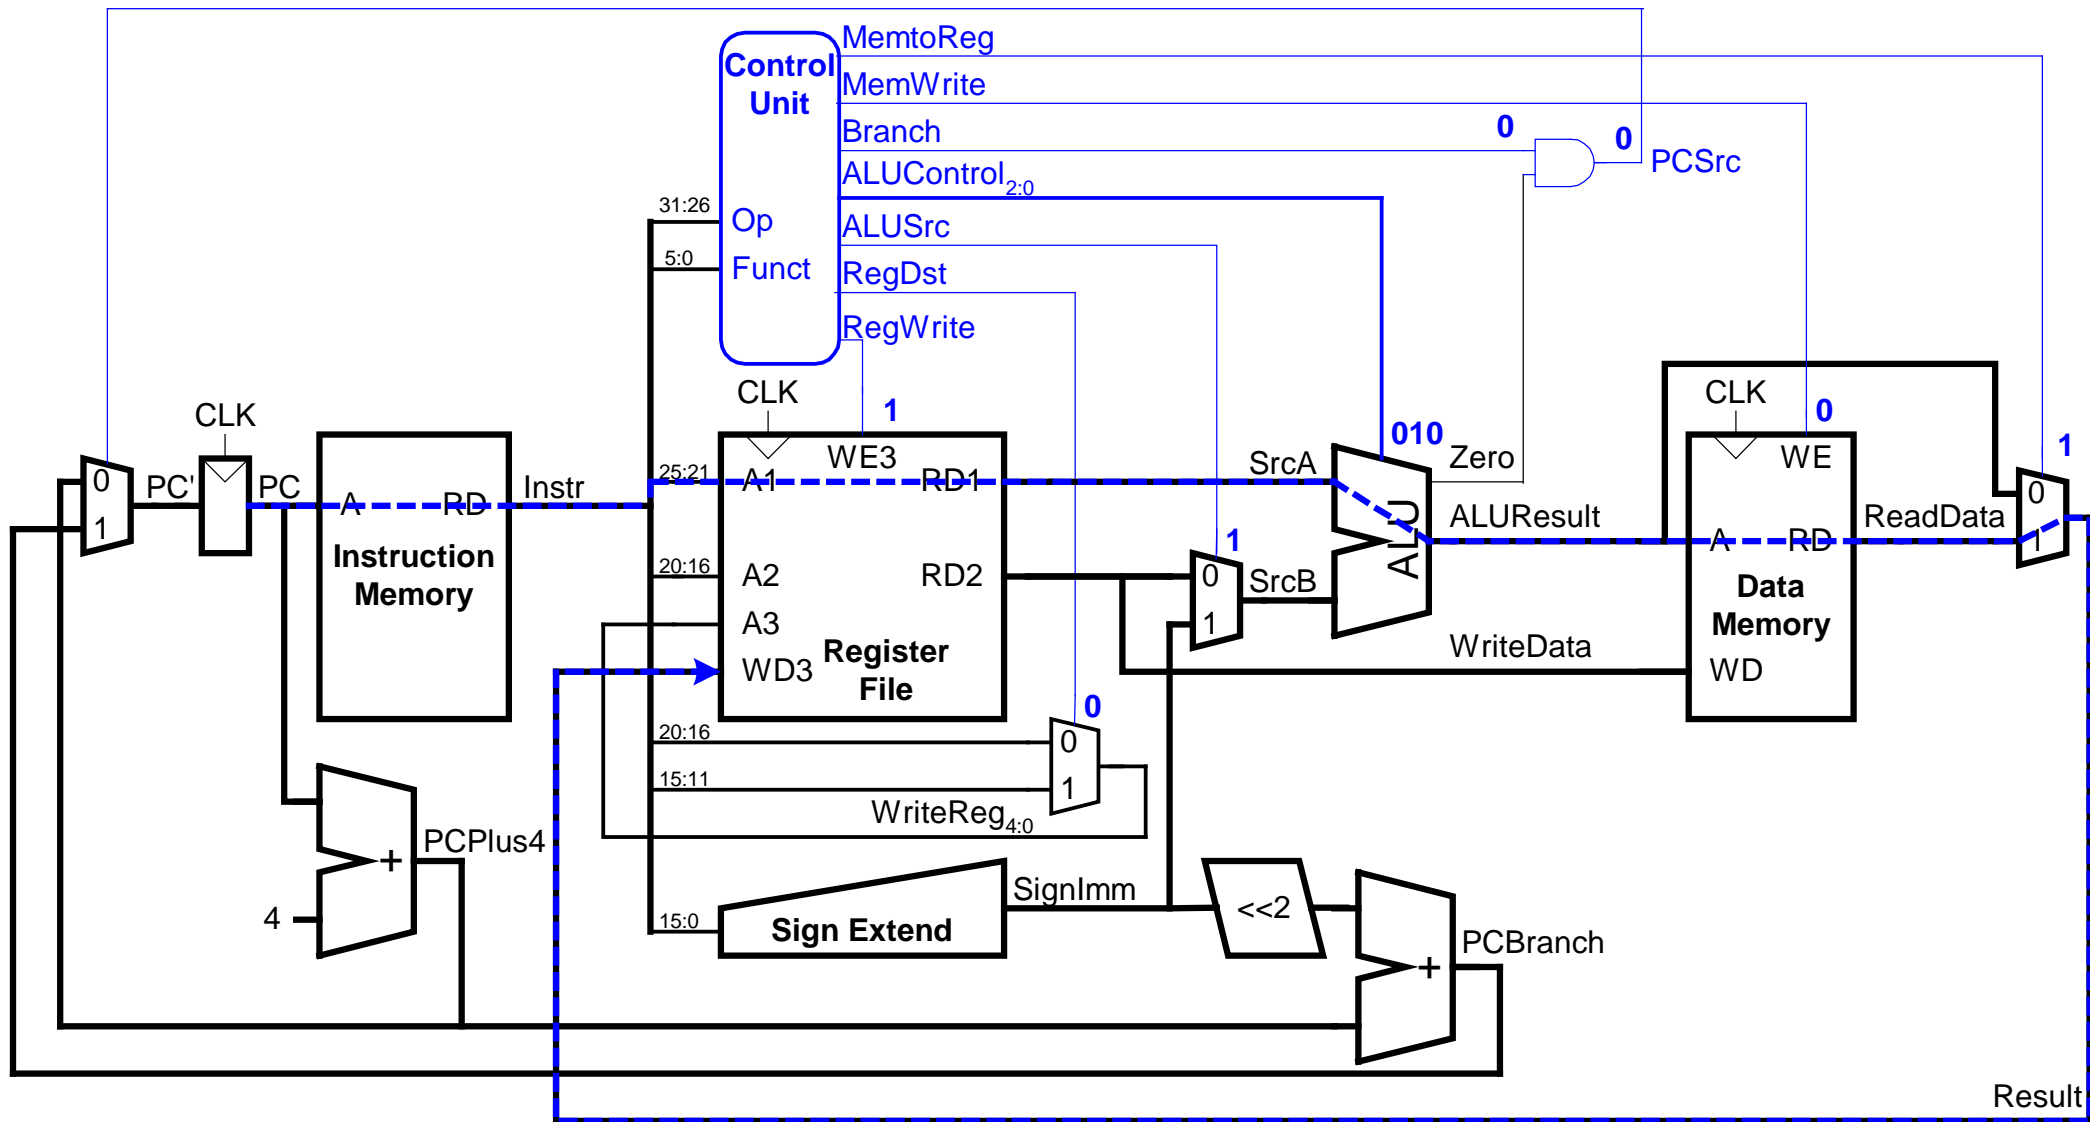 MemtoReg
Control
Unit
MemWrite
Branch
0
0
PCSrc
ALUControl2:0
31:26
Op
ALUSrc
5:0
Funct
RegDst
RegWrite
CLK
CLK
CLK
1
010
0
1
0
PC'
PC
A
RD
Instr
25:21
A1
WE3
RD1
SrcA
Zero
WE
0
1
Instruction
Memory
ALU
ALUResult
A
RD
ReadData
1
1
20:16
A2
RD2
0
SrcB
Data
Memory
A3
1
Register
File
WriteData
WD3
WD
0
20:16
0
15:11
1
WriteReg4:0
PCPlus4
+
4
SignImm
15:0
Sign Extend
<<2
PCBranch
+
Result